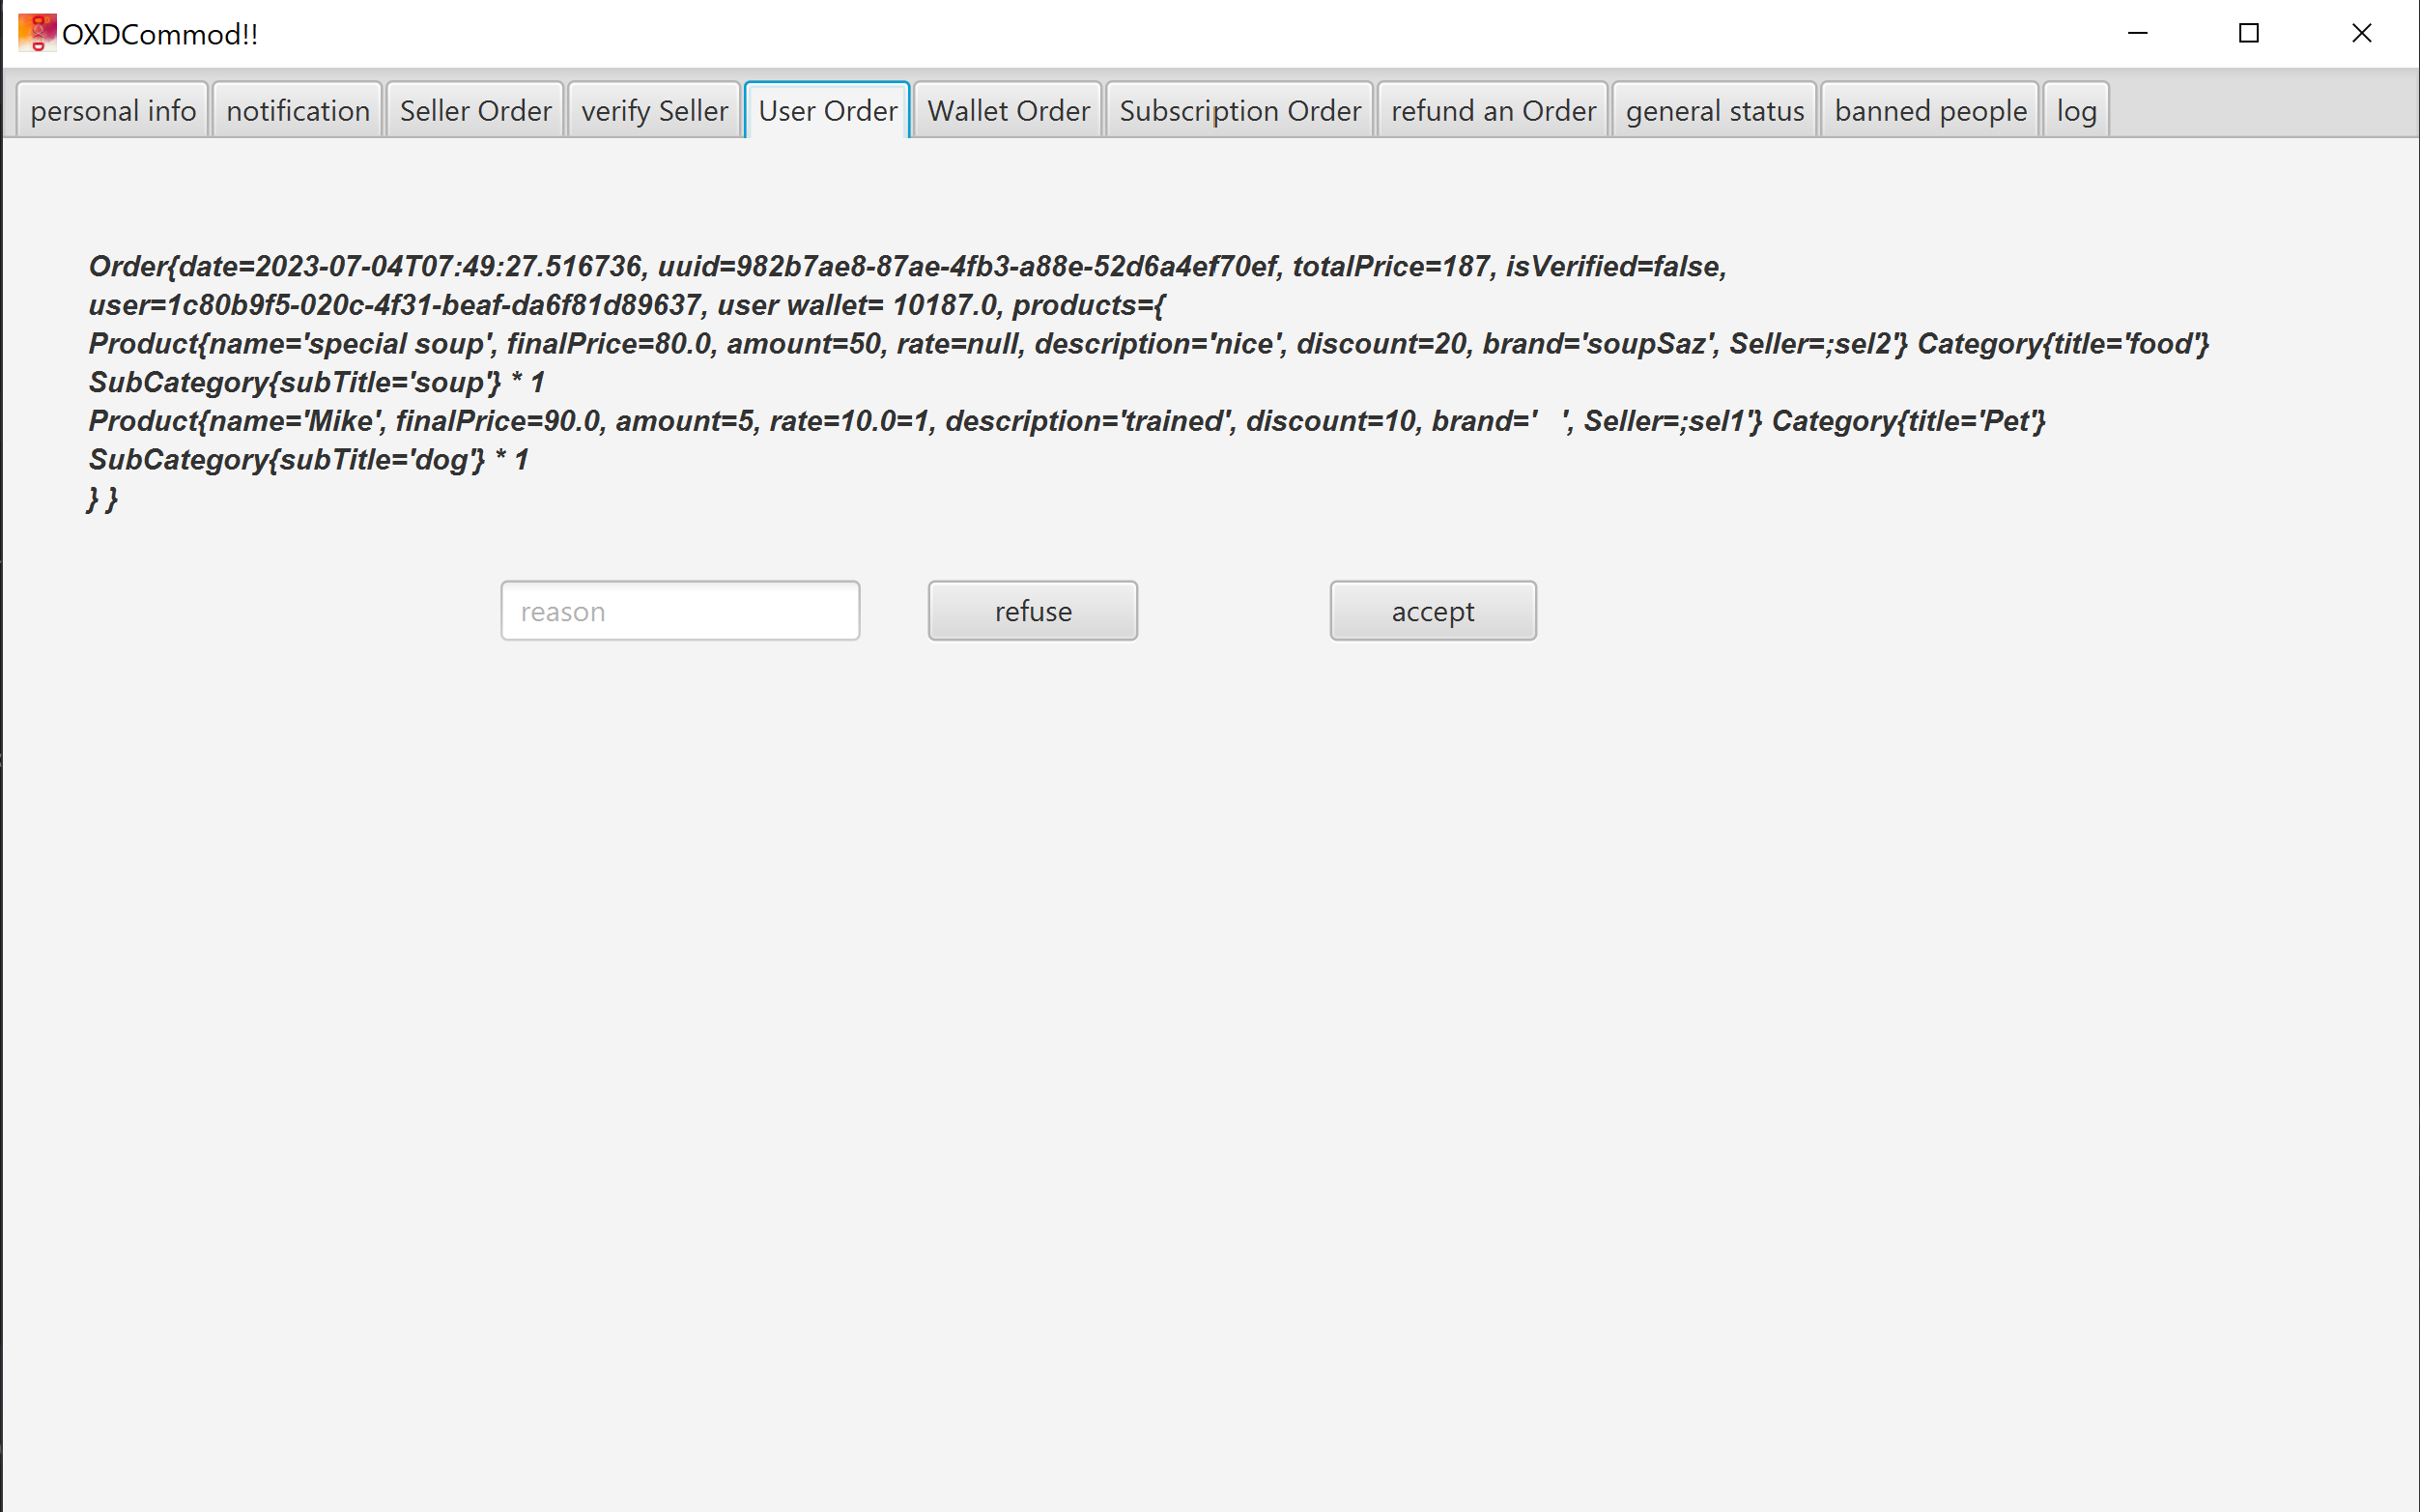 OXDCommod!!
personal info notification Seller Order verify Seller User Order Wallet Order Subscription Order refund an Order general status banned people log
Order{date=2023-07-04T07:49:27.516736, uuid=982b7ae8-87ae-4fb3-a88e-52d6a4ef70ef, totalPrice=187, isVerified=false,
user=1c80b9f5-020c-4f31-beaf-da6f81d89637, user wallet= 10187.0, products={
Product{name='special soup', finalPrice=80.0, amount=50, rate=null, description='nice', discount=20, brand='soupSaz', Seller=;sel2'} Category{title='food'}
SubCategory{subTitle='soup'} * 1
Product{name='Mike', finalPrice=90.0, amount=5, rate=10.0=1, description='trained', discount=10, brand='   ', Seller=;sel1'} Category{title='Pet'}
SubCategory{subTitle='dog'} * 1
} }
reason refuse accept